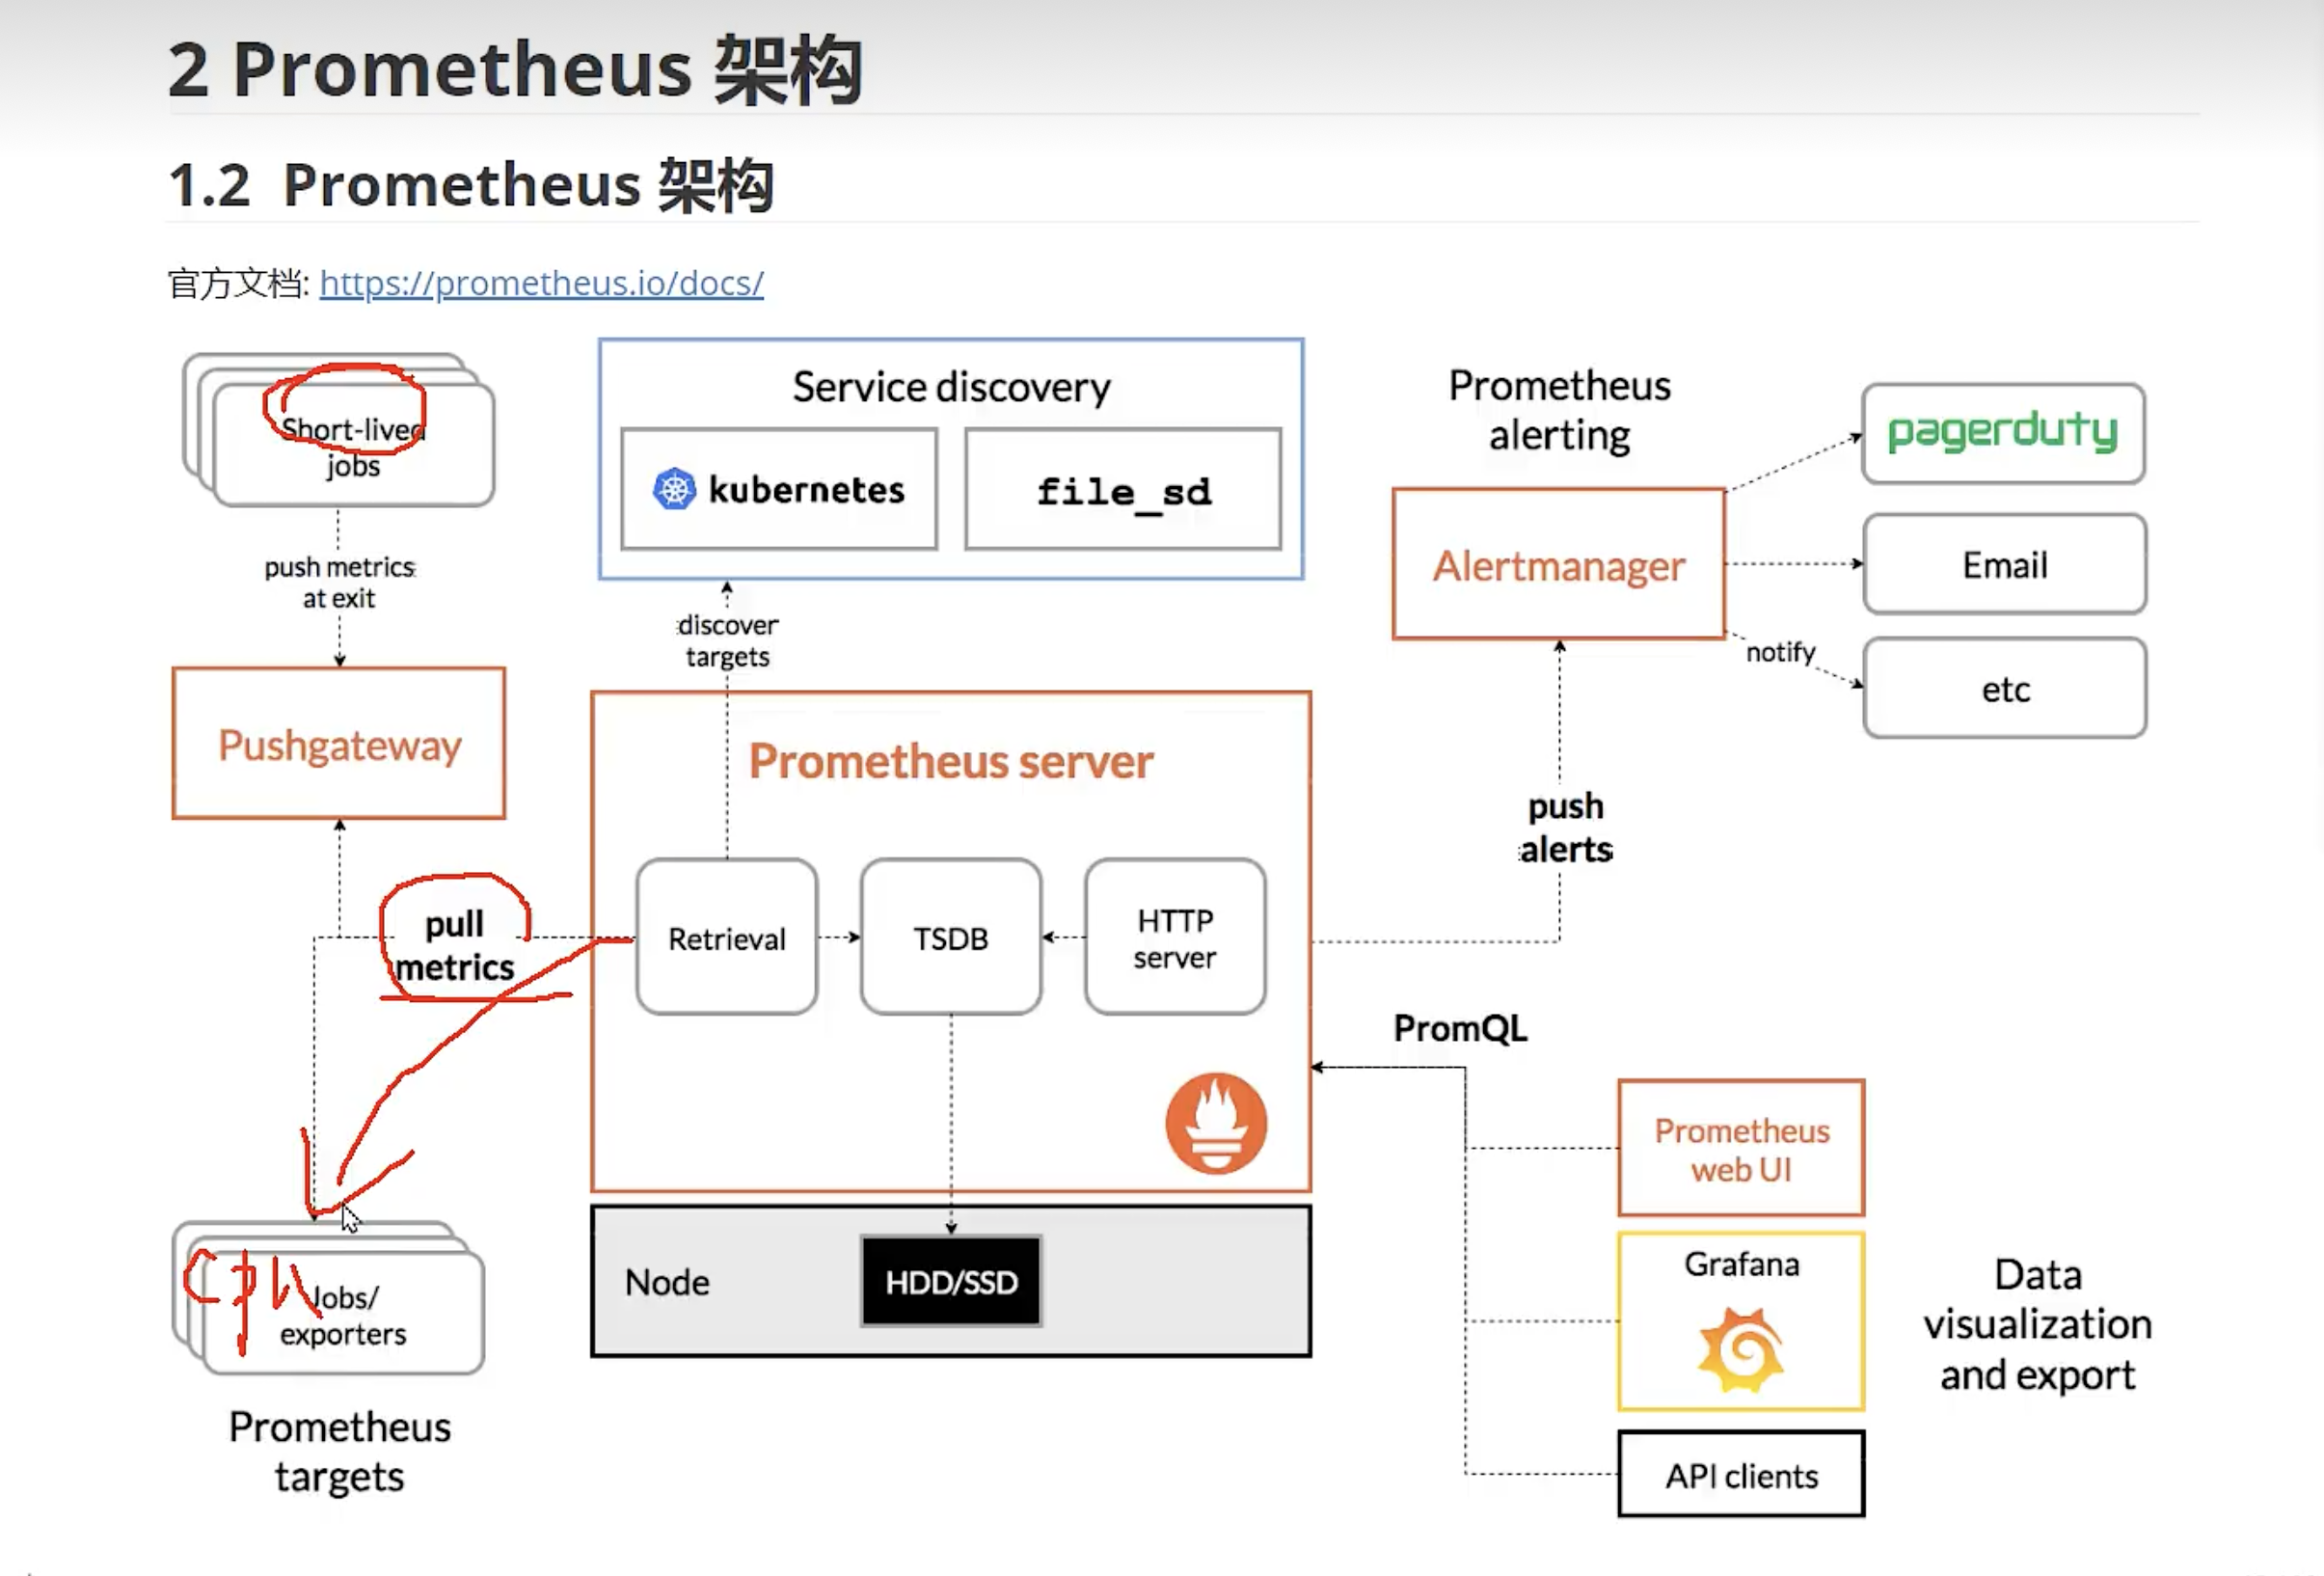 2 Prometheus 架构
1.2 Prometheus 架构
官方文档: https://prometheus.io/docs/
Short-lived
jobs
push metrics
at exit
Pushgateway
pull
metrics
cpu
Jobs/
exporters
Prometheus
targets
Service discovery
kubernetes
file_sd
discover
targets
Prometheus server
Retrieval
TSDB
HTTP
server
Node
HDD/SSD
Prometheus
alerting
Alertmanager
pagerduty
Email
notify
etc
push
alerts
PromQL
Prometheus
web UI
Grafana
API clients
Data
visualization
and export